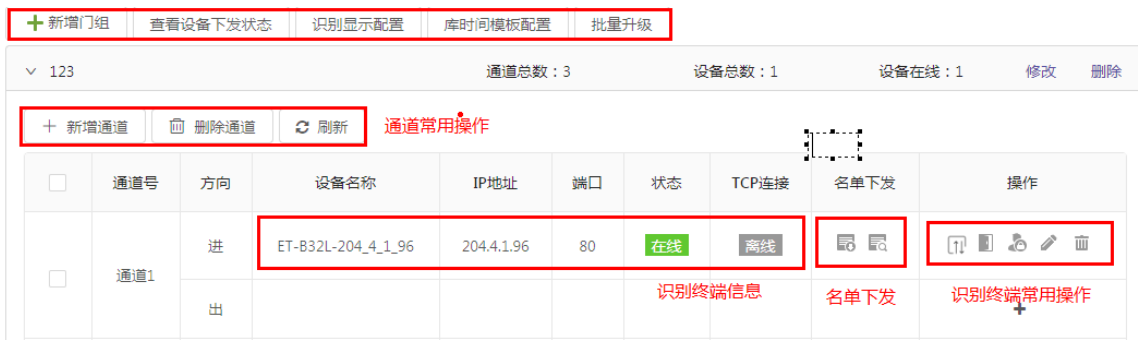 新增门组 查看设备下发状态 识别显示配置 库时间模板配置 批量升级
123 通道总数：3 设备总数：1 设备在线：1 修改 删除
新增通道 删除通道 刷新 通道常用操作
通道号 方向 设备名称 IP地址 端口 状态 TCP连接 名单下发 操作
进 ET-B32L-204_4_1_96 204.4.1.96 80 在线 离线
通道1
识别终端信息 名单下发 识别终端常用操作
出